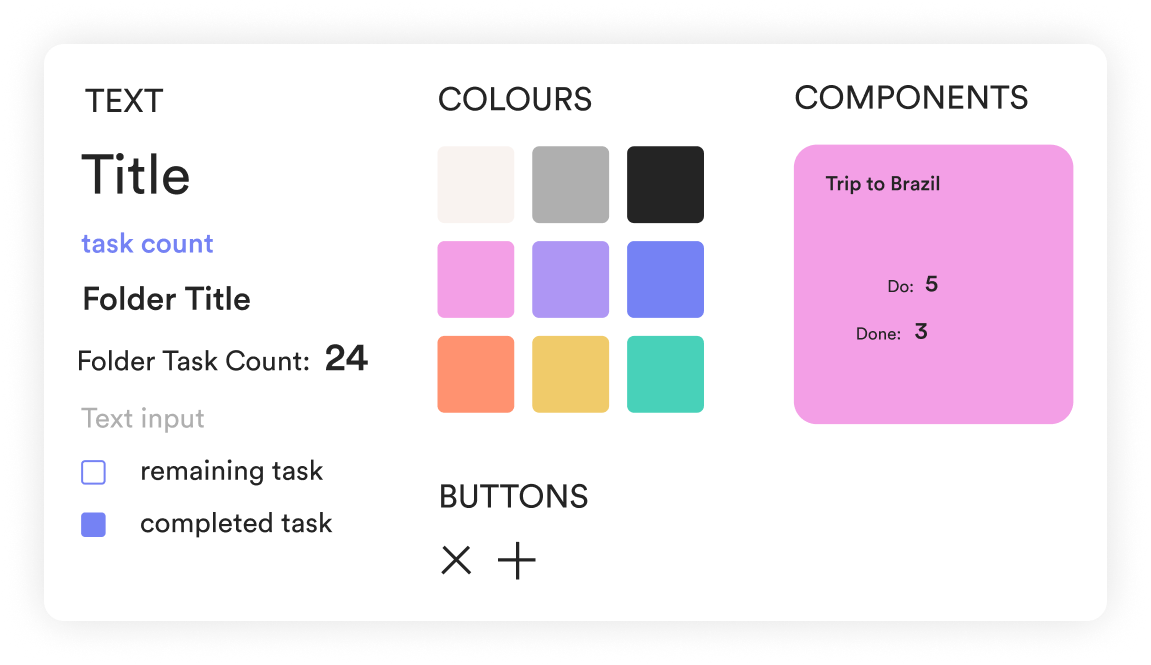 TEXT
Title
task count
Folder Title
Folder Task Count: 24
Text input
remaining task
completed task
COLOURS
BUTTONS
COMPONENTS
Trip to Brazil
Do: 5
Done: 3